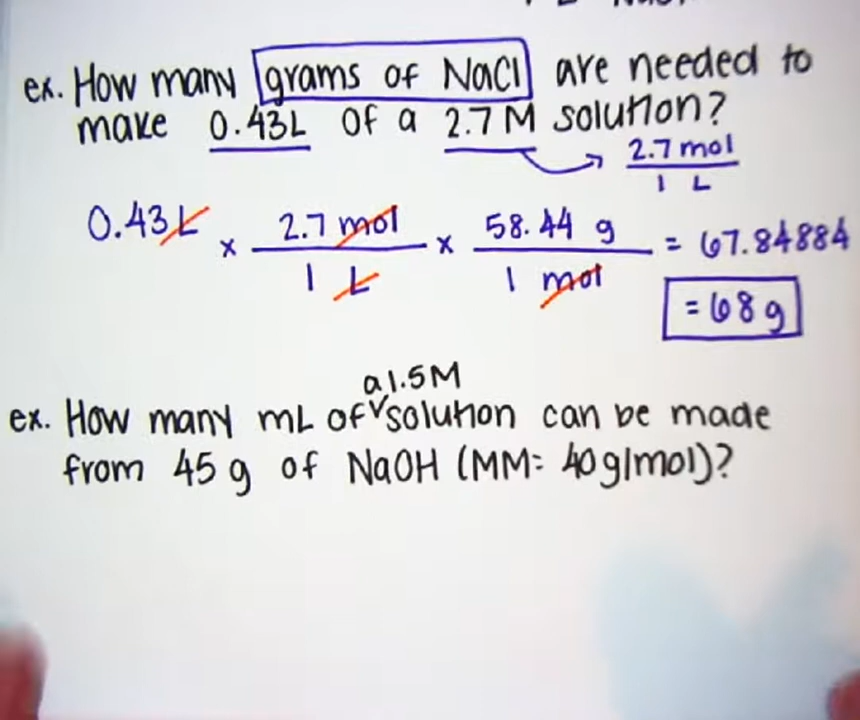 ex. How many grams of NaCl are needed to
make 0.43L of a 2.7 M solution?
2.7 mol
1 L
0.43 L x 2.7 mol x 58.44 g = 67.84884
1 L 1 mol
= 68 g
a 1.5M
ex. How many mL of solution can be made
from 45 g of NaOH (MM= 40g/mol)?